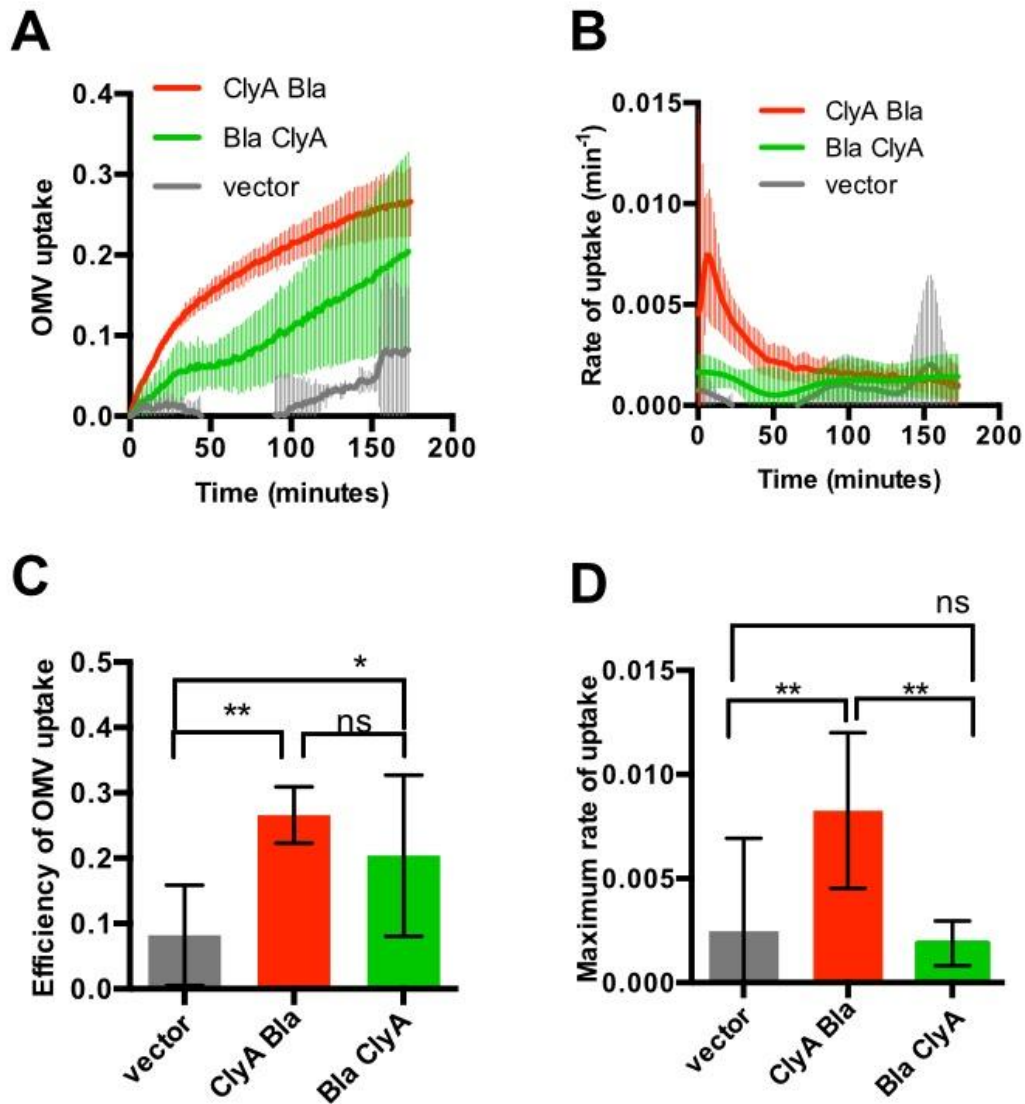 A
ClyA Bla
Bla ClyA
vector
OMV uptake
0.4
0.3
0.2
0.1
0.0
0 50 100 150 200
Time (minutes)
B
ClyA Bla
Bla ClyA
vector
Rate of uptake (min-1)
0.015
0.010
0.005
0.000
0 50 100 150 200
Time (minutes)
C
Efficiency of OMV uptake
0.5
0.4
0.3
0.2
0.1
0.0
*
**
ns
vector
ClyA Bla
Bla ClyA
D
Maximum rate of uptake
0.015
0.010
0.005
0.000
ns
**
**
vector
ClyA Bla
Bla ClyA